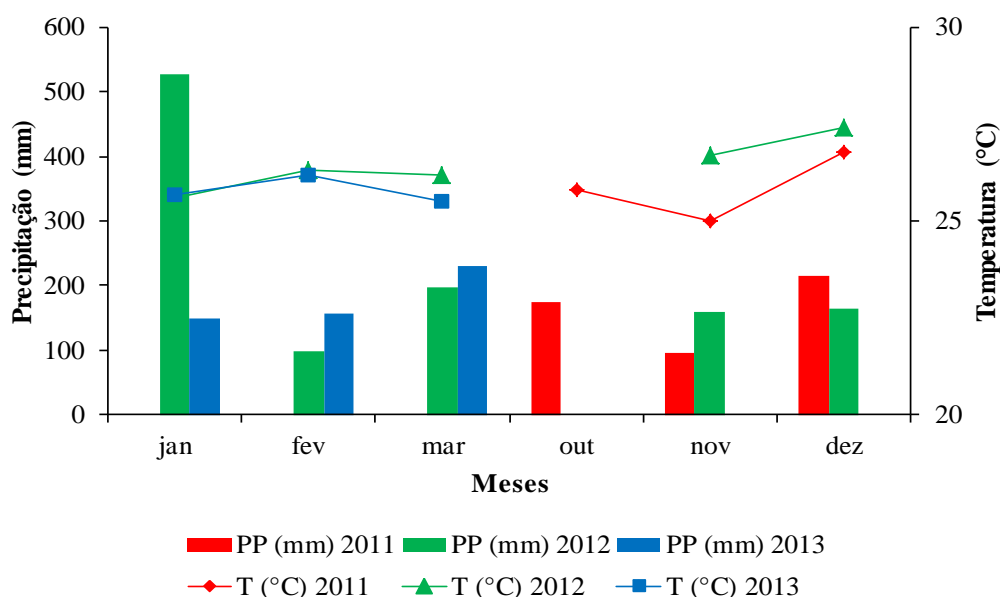 600
500
400
300
200
100
0
Precipitação (mm)
30
25
20
Temperatura (°C)
jan fev mar out nov dez
Meses
PP (mm) 2011 PP (mm) 2012 PP (mm) 2013
T (°C) 2011 T (°C) 2012 T (°C) 2013